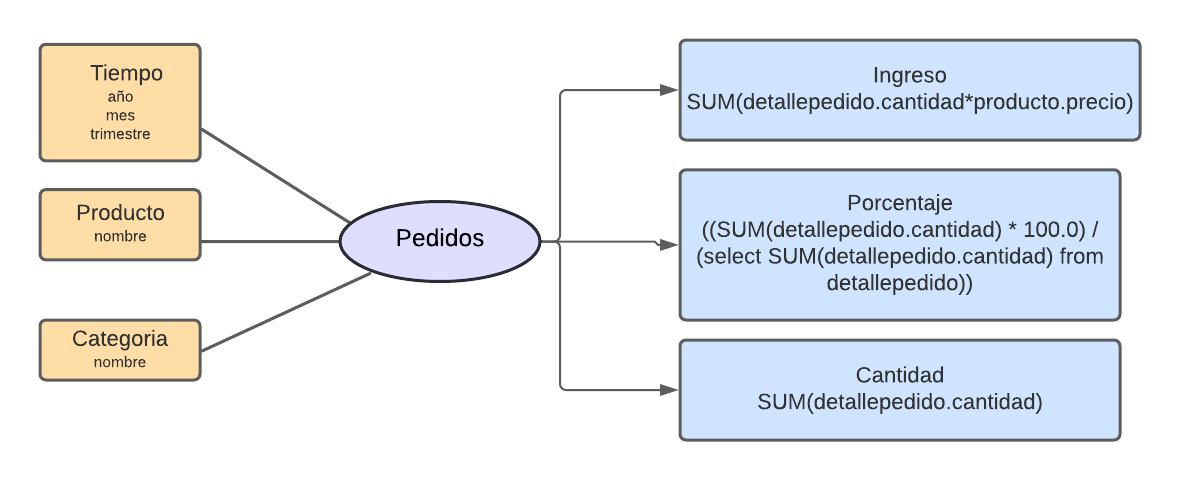 Tiempo
año
mes
trimestre
Producto
nombre
Categoria
nombre
Pedidos
Ingreso
SUM(detallepedido.cantidad*producto.precio)
Porcentaje
((SUM(detallepedido.cantidad) * 100.0) /
(select SUM(detallepedido.cantidad) from
detallepedido))
Cantidad
SUM(detallepedido.cantidad)